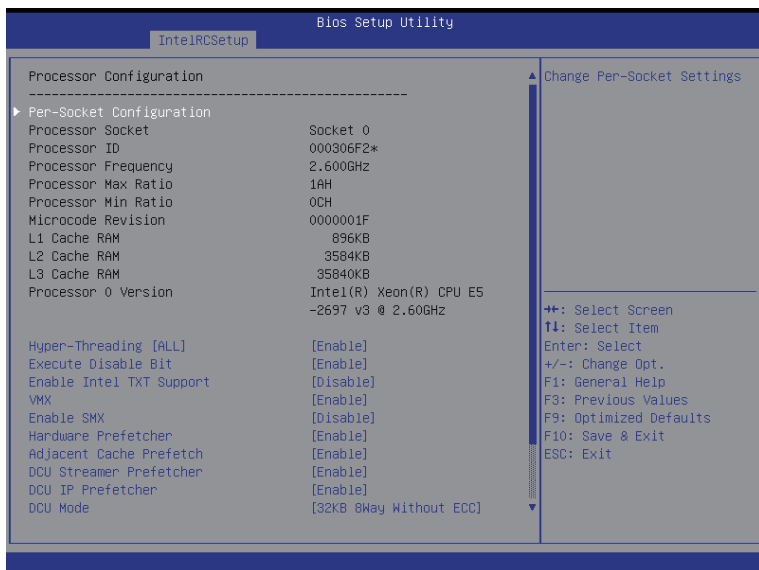 Bios Setup Utility
IntelRCSetup
Processor Configuration
--------------------------------------------------
Per-Socket Configuration
Processor Socket Socket 0
Processor ID 000306F2*
Processor Frequency 2.600GHz
Processor Max Ratio 1AH
Processor Min Ratio 0CH
Microcode Revision 0000001F
L1 Cache RAM 896KB
L2 Cache RAM 3584KB
L3 Cache RAM 35840KB
Processor 0 Version Intel(R) Xeon(R) CPU E5
-2697 v3 @ 2.60GHz
Hyper-Threading [ALL] [Enable]
Execute Disable Bit [Enable]
Enable Intel TXT Support [Disable]
VMX [Enable]
Enable SMX [Disable]
Hardware Prefetcher [Enable]
Adjacent Cache Prefetch [Enable]
DCU Streamer Prefetcher [Enable]
DCU IP Prefetcher [Enable]
DCU Mode [32KB 8Way Without ECC]
Change Per-Socket Settings
→←: Select Screen
↑↓: Select Item
Enter: Select
+/-: Change Opt.
F1: General Help
F3: Previous Values
F9: Optimized Defaults
F10: Save & Exit
ESC: Exit